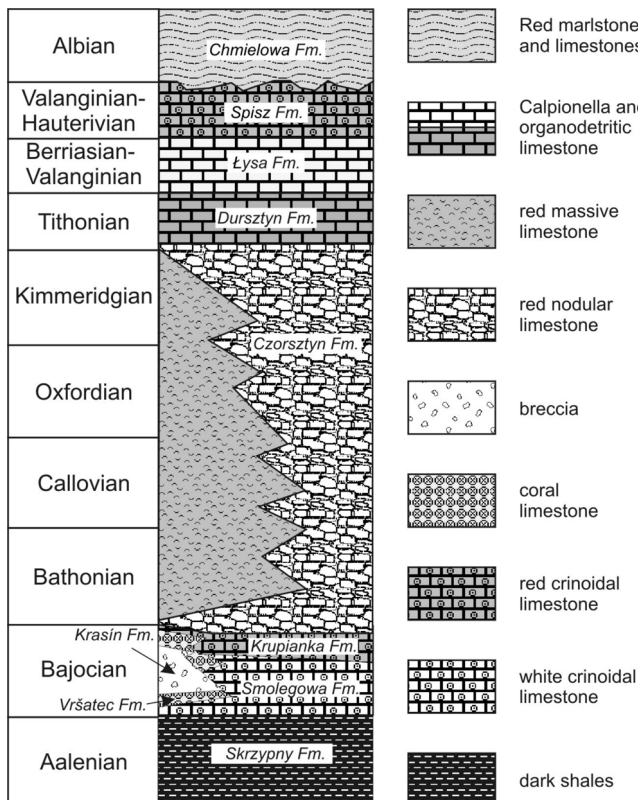 Albian
Valanginian-
Hauterivian
Berriasian-
Valanginian
Tithonian
Kimmeridgian
Oxfordian
Callovian
Bathonian
Bajocian
Aalenian
Chmielowa Fm.
Spisz Fm.
Łysa Fm.
Dursztyn Fm.
Czorsztyn Fm.
Krasín Fm.
Krupianka Fm.
Smolegowa Fm.
Vršatec Fm.
Skrzypny Fm.
Red marlstone
and limestones
Calpionella and
organodetritic
limestone
red massive
limestone
red nodular
limestone
breccia
coral
limestone
red crinoidal
limestone
white crinoidal
limestone
dark shales